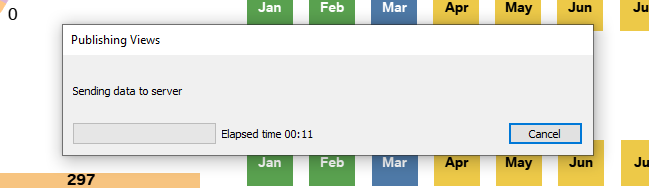 0
Jan Feb Mar Apr May Jun Ju
Publishing Views
Sending data to server
Elapsed time 00:11 Cancel
Jan Feb Mar Apr May Jun Ju
297